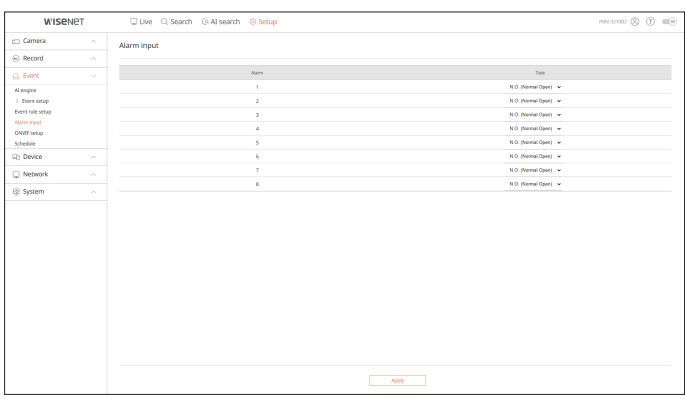 WISENET
Live Search AI search Setup
Camera
Record
Event
AI engine
> Event setup
Event rule setup
Alarm input
ONVIF setup
Schedule
Device
Network
System
Alarm input
Alarm Type
1 N.O. (Normal Open)
2 N.O. (Normal Open)
3 N.O. (Normal Open)
4 N.O. (Normal Open)
5 N.O. (Normal Open)
6 N.O. (Normal Open)
7 N.O. (Normal Open)
8 N.O. (Normal Open)
Apply